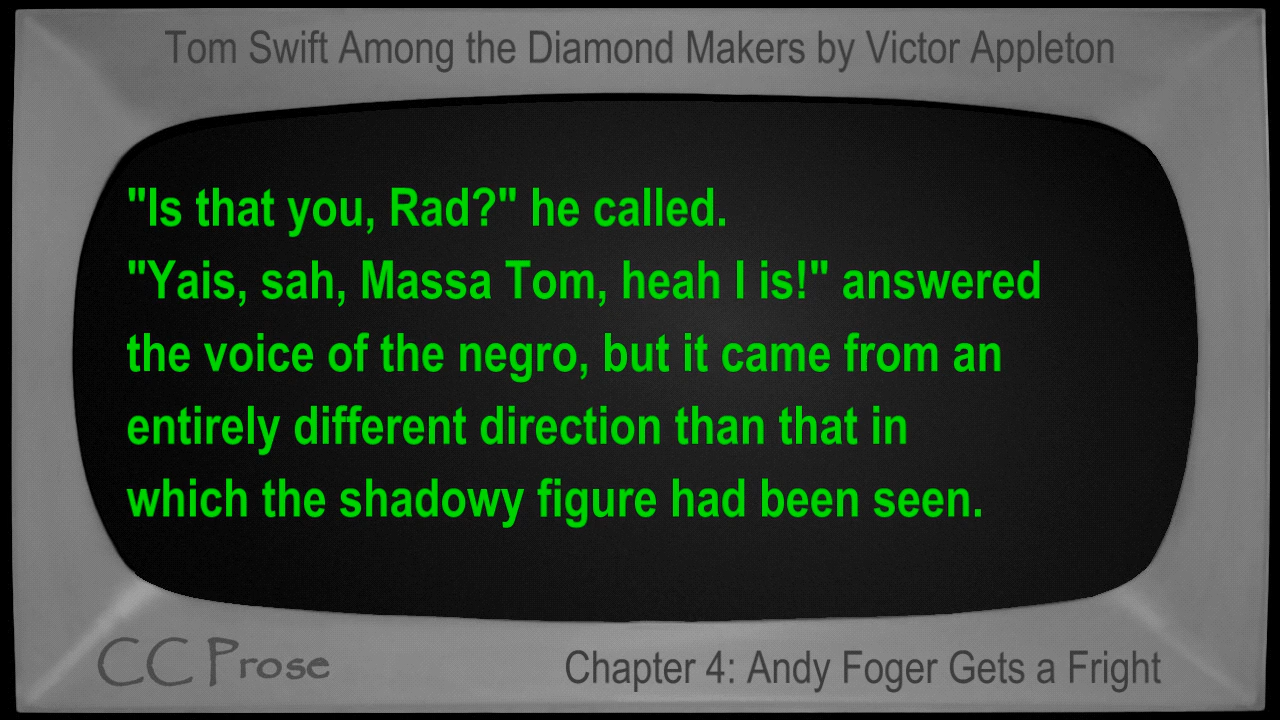 Tom Swift Among the Diamond Makers by Victor Appleton
"Is that you, Rad?" he called.
"Yais, sah, Massa Tom, heah I is!" answered
the voice of the negro, but it came from an
entirely different direction than that in
which the shadowy figure had been seen.
CC Prose
Chapter 4: Andy Foger Gets a Fright